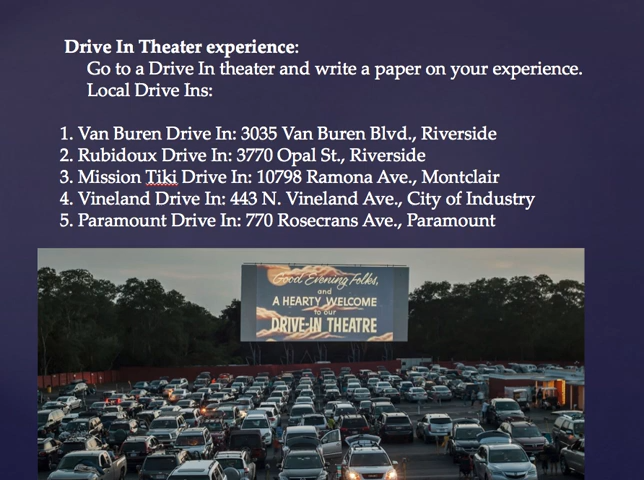 Drive In Theater experience:
Go to a Drive In theater and write a paper on your experience.
Local Drive Ins:
1. Van Buren Drive In: 3035 Van Buren Blvd., Riverside
2. Rubidoux Drive In: 3770 Opal St., Riverside
3. Mission Tiki Drive In: 10798 Ramona Ave., Montclair
4. Vineland Drive In: 443 N. Vineland Ave., City of Industry
5. Paramount Drive In: 770 Rosecrans Ave., Paramount
Good Evening Folks,
and
A HEARTY WELCOME
to our
DRIVE-IN THEATRE